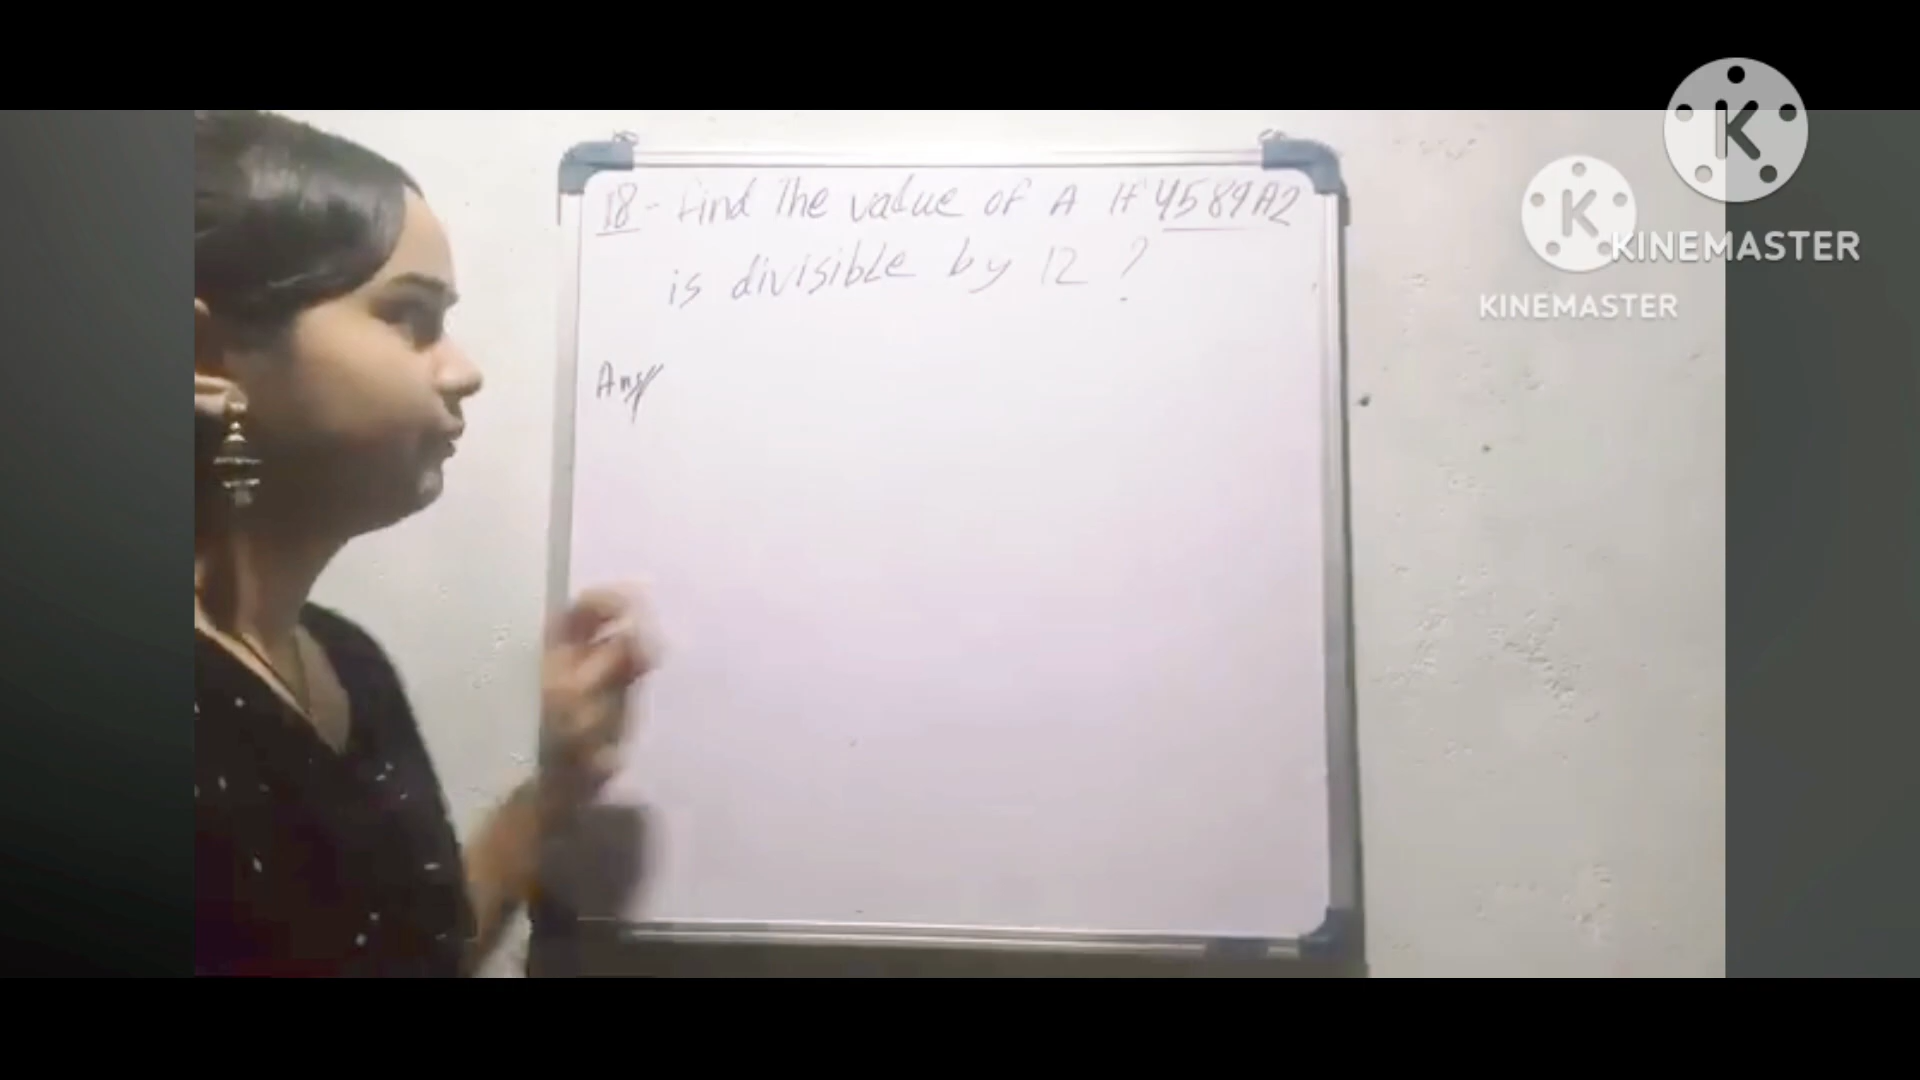 18- find The value of A If 4589A2
is divisible by 12 ?
Ans
K
KINEMASTER
K
KINEMASTER